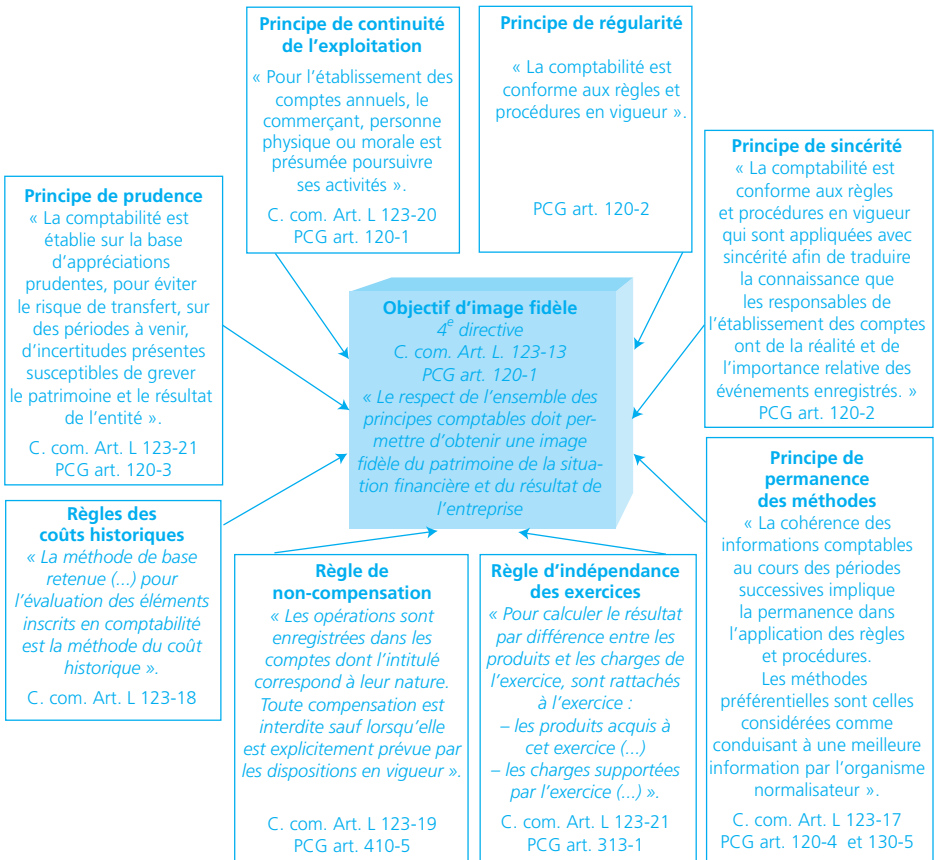 Principe de continuité
de l'exploitation
« Pour l'établissement des
comptes annuels, le
commerçant, personne
physique ou morale est
présumée poursuivre
ses activités ».
C. com. Art. L 123-20
PCG art. 120-1
Principe de régularité
« La comptabilité est
conforme aux règles et
procédures en vigueur ».
PCG art. 120-2
Principe de sincérité
« La comptabilité est
conforme aux règles
et procédures en vigueur
qui sont appliquées avec
sincérité afin de traduire
la connaissance que
les responsables de
l'établissement des comptes
ont de la réalité et de
l'importance relative des
événements enregistrés. »
PCG art. 120-2
Principe de prudence
« La comptabilité est
établie sur la base
d'appréciations
prudentes, pour éviter
le risque de transfert, sur
des périodes à venir,
d'incertitudes présentes
susceptibles de grever
le patrimoine et le résultat
de l'entité ».
C. com. Art. L 123-21
PCG art. 120-3
Objectif d'image fidèle
4e directive
C. com. Art. L. 123-13
PCG art. 120-1
« Le respect de l'ensemble des
principes comptables doit per-
mettre d'obtenir une image
fidèle du patrimoine de la situa-
tion financière et du résultat de
l'entreprise
Règles des
coûts historiques
« La méthode de base
retenue (...) pour
l'évaluation des éléments
inscrits en comptabilité
est la méthode du coût
historique ».
C. com. Art. L 123-18
Règle de
non-compensation
« Les opérations sont
enregistrées dans les
comptes dont l'intitulé
correspond à leur nature.
Toute compensation est
interdite sauf lorsqu'elle
est explicitement prévue par
les dispositions en vigueur ».
C. com. Art. L 123-19
PCG art. 410-5
Règle d'indépendance
des exercices
« Pour calculer le résultat
par différence entre les
produits et les charges de
l'exercice, sont rattachés
à l'exercice :
– les produits acquis à
cet exercice (...)
– les charges supportées
par l'exercice (...) ».
C. com. Art. L 123-21
PCG art. 313-1
Principe de
permanence
des méthodes
« La cohérence des
informations comptables
au cours des périodes
successives implique
la permanence dans
l'application des règles
et procédures.
Les méthodes
préférentielles sont celles
considérées comme
conduisant à une meilleure
information par l'organisme
normalisateur ».
C. com. Art. L 123-17
PCG art. 120-4 et 130-5